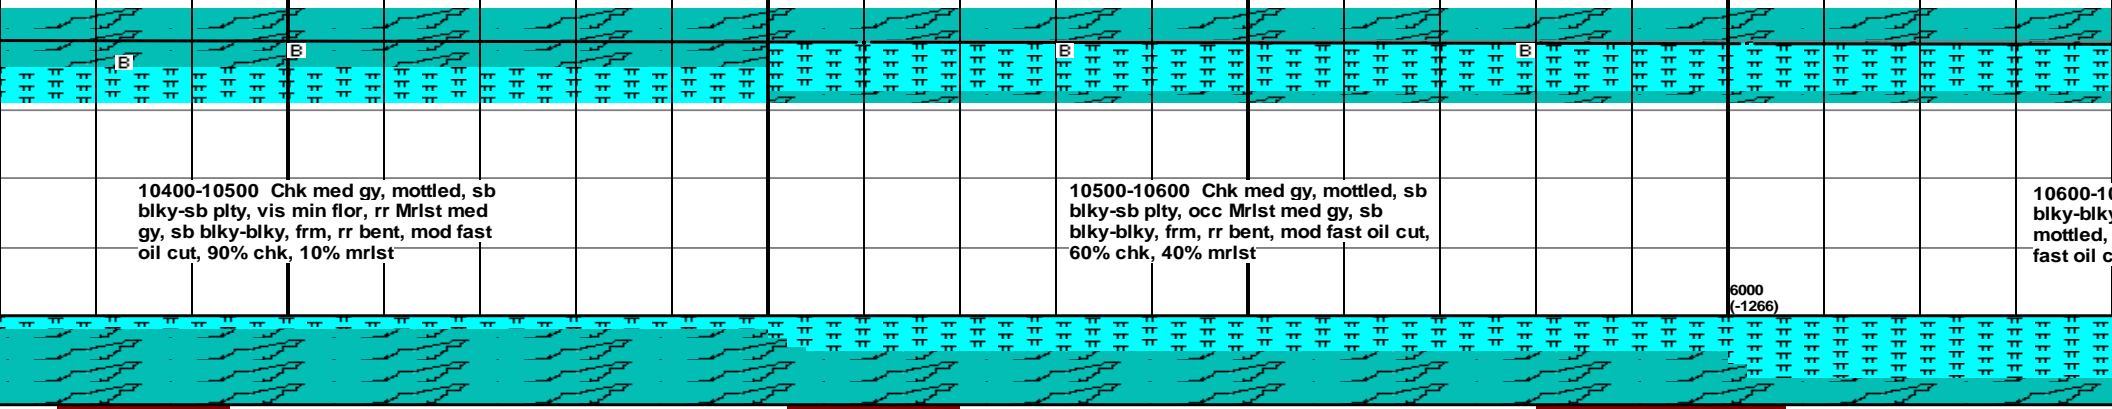 B
B
B
B
10400-10500 Chk med gy, mottled, sb
blky-sb plty, vis min flor, rr Mrlst med
gy, sb blky-blky, frm, rr bent, mod fast
oil cut, 90% chk, 10% mrlst
10500-10600 Chk med gy, mottled, sb
blky-sb plty, occ Mrlst med gy, sb
blky-blky, frm, rr bent, mod fast oil cut,
60% chk, 40% mrlst
6000
(-1266)
blky-blky
mottled,
fast oil